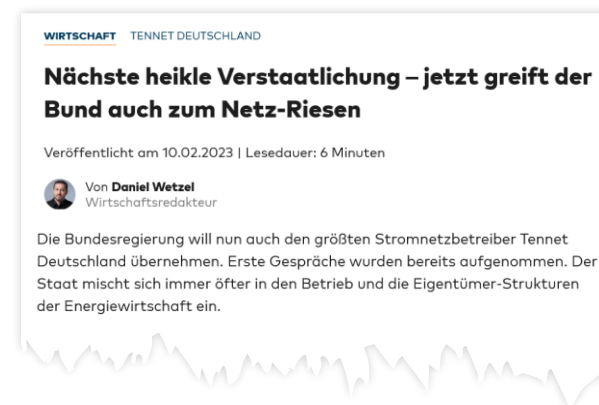 WIRTSCHAFT TENNET DEUTSCHLAND
Nächste heikle Verstaatlichung – jetzt greift der
Bund auch zum Netz-Riesen
Veröffentlicht am 10.02.2023 | Lesedauer: 6 Minuten
Von Daniel Wetzel
Wirtschaftsredakteur
Die Bundesregierung will nun auch den größten Stromnetzbetreiber Tennet
Deutschland übernehmen. Erste Gespräche wurden bereits aufgenommen. Der
Staat mischt sich immer öfter in den Betrieb und die Eigentümer-Strukturen
der Energiewirtschaft ein.